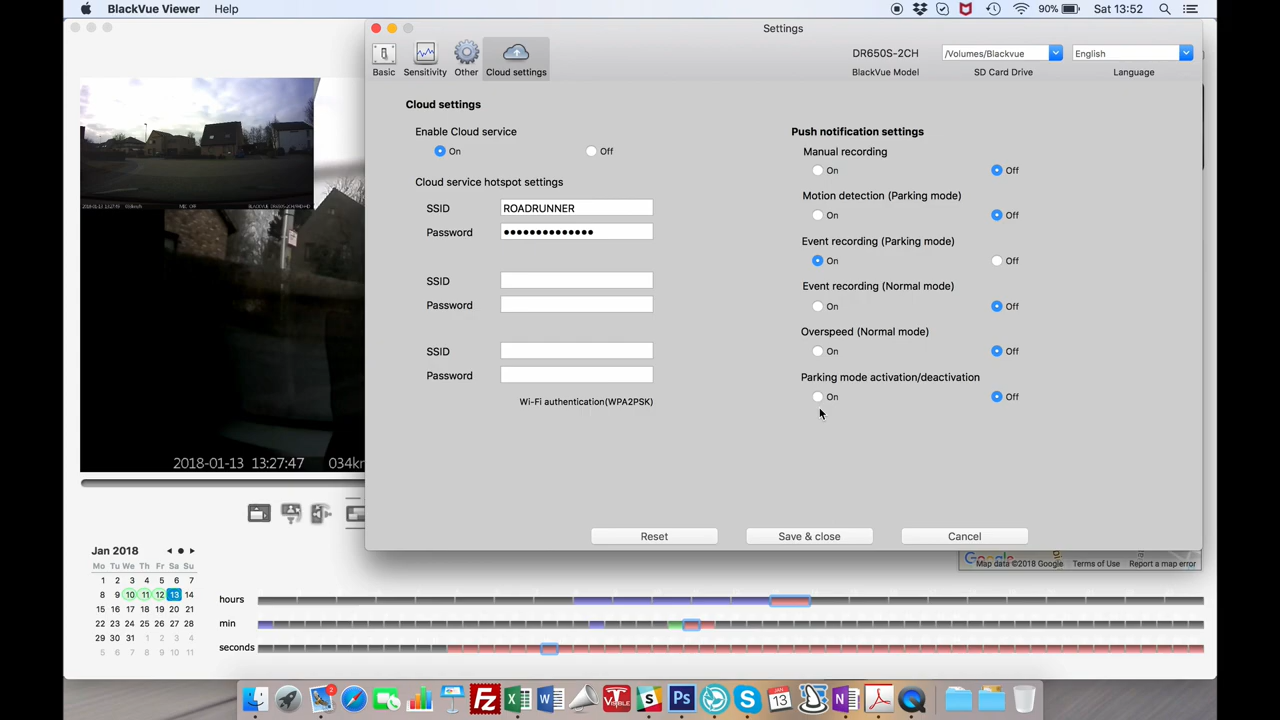 BlackVue Viewer Help
90% Sat 13:52
Settings
Basic
Sensitivity
Other
Cloud settings
DR650S-2CH
BlackVue Model
/Volumes/Blackvue
SD Card Drive
English
Language
Cloud settings
Enable Cloud service
On Off
Cloud service hotspot settings
SSID ROADRUNNER
Password ••••••••••••••
SSID
Password
SSID
Password
Wi-Fi authentication(WPA2PSK)
Push notification settings
Manual recording
On Off
Motion detection (Parking mode)
On Off
Event recording (Parking mode)
On Off
Event recording (Normal mode)
On Off
Overspeed (Normal mode)
On Off
Parking mode activation/deactivation
On Off
Reset Save & close Cancel
2018-01-13 13:27:47 034k
Google Map data ©2018 Google Terms of Use Report a map error
Jan 2018
Mo Tu We Th Fr Sa Su
1 2 3 4 5 6 7
8 9 10 11 12 13 14
15 16 17 18 19 20 21
22 23 24 25 26 27 28
29 30 31 1 2 3 4
5 6 7 8 9 10 11
hours
min
seconds
2
JAN
13